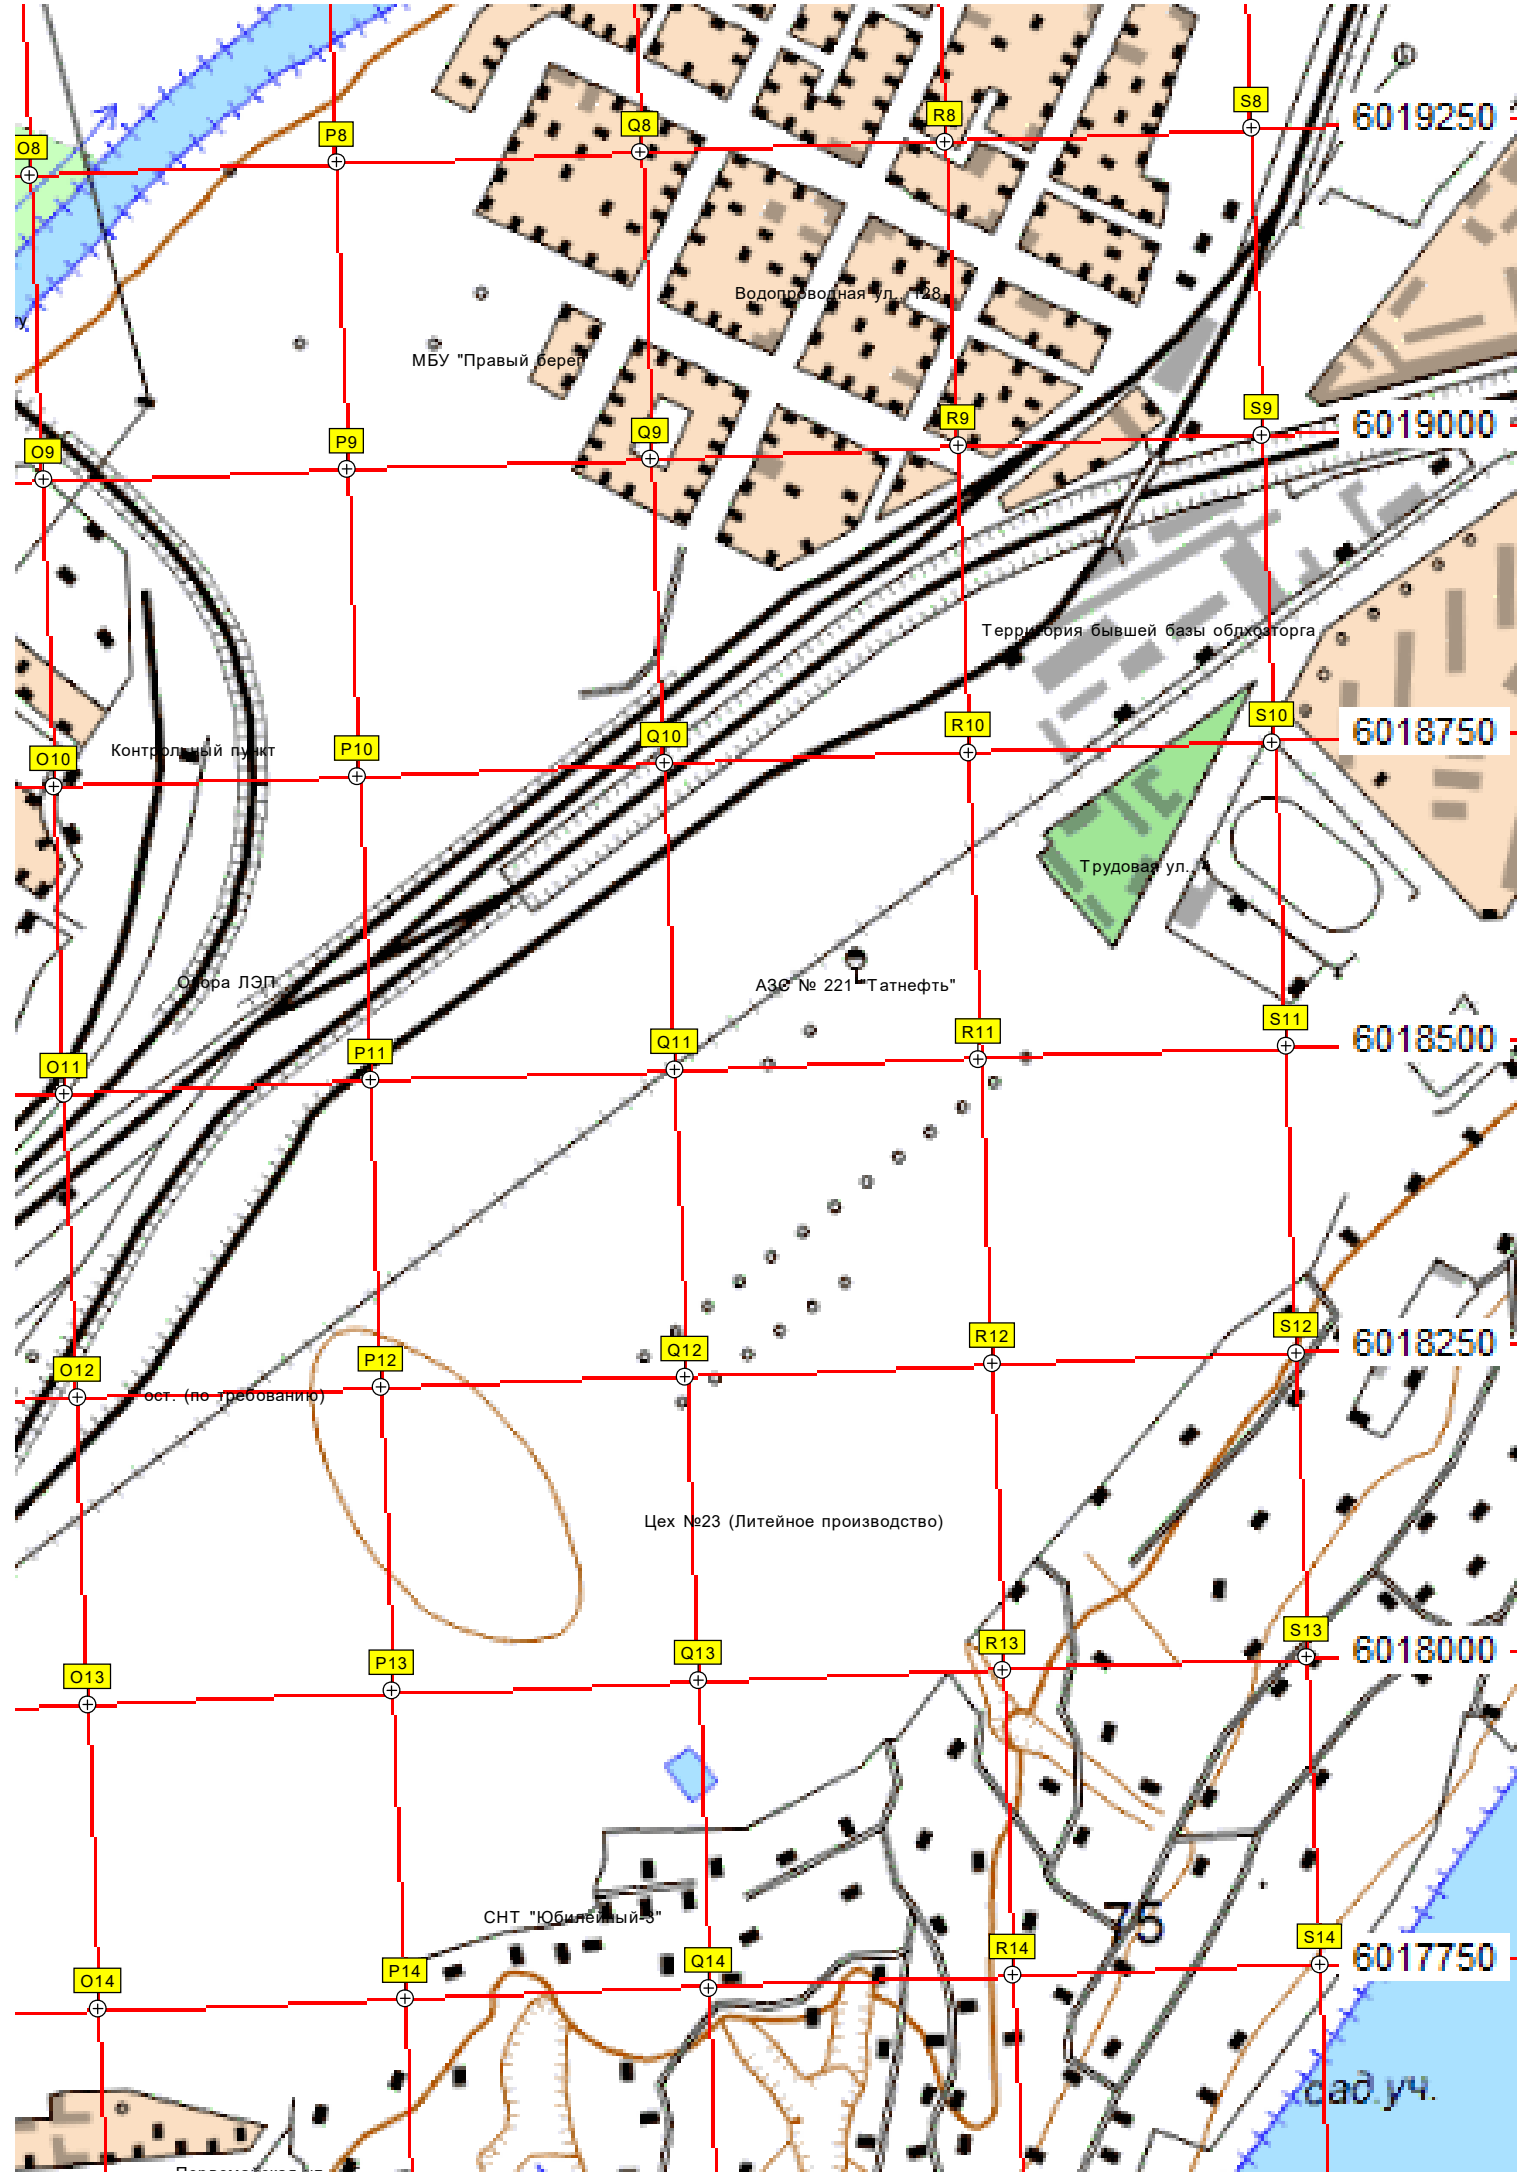 S8
6019250
R8
Q8
P8
O8
Водопроводная ул., 128
у
МБУ "Правый берег"
S9
R9
6019000
Q9
P9
O9
Территория бывшей базы облхозторга
S10
R10
6018750
Q10
P10
Контрольный пункт
O10
Трудовая ул., 4
Опора ЛЭП
АЗС № 221 "Татнефть"
S11
R11
6018500
Q11
P11
O11
S12
R12
6018250
Q12
P12
O12
ост. (по требованию)
Цех №23 (Литейное производство)
S13
R13
6018000
Q13
P13
O13
СНТ "Юбилейный-3"
75
S14
R14
6017750
Q14
P14
O14
сад.уч.